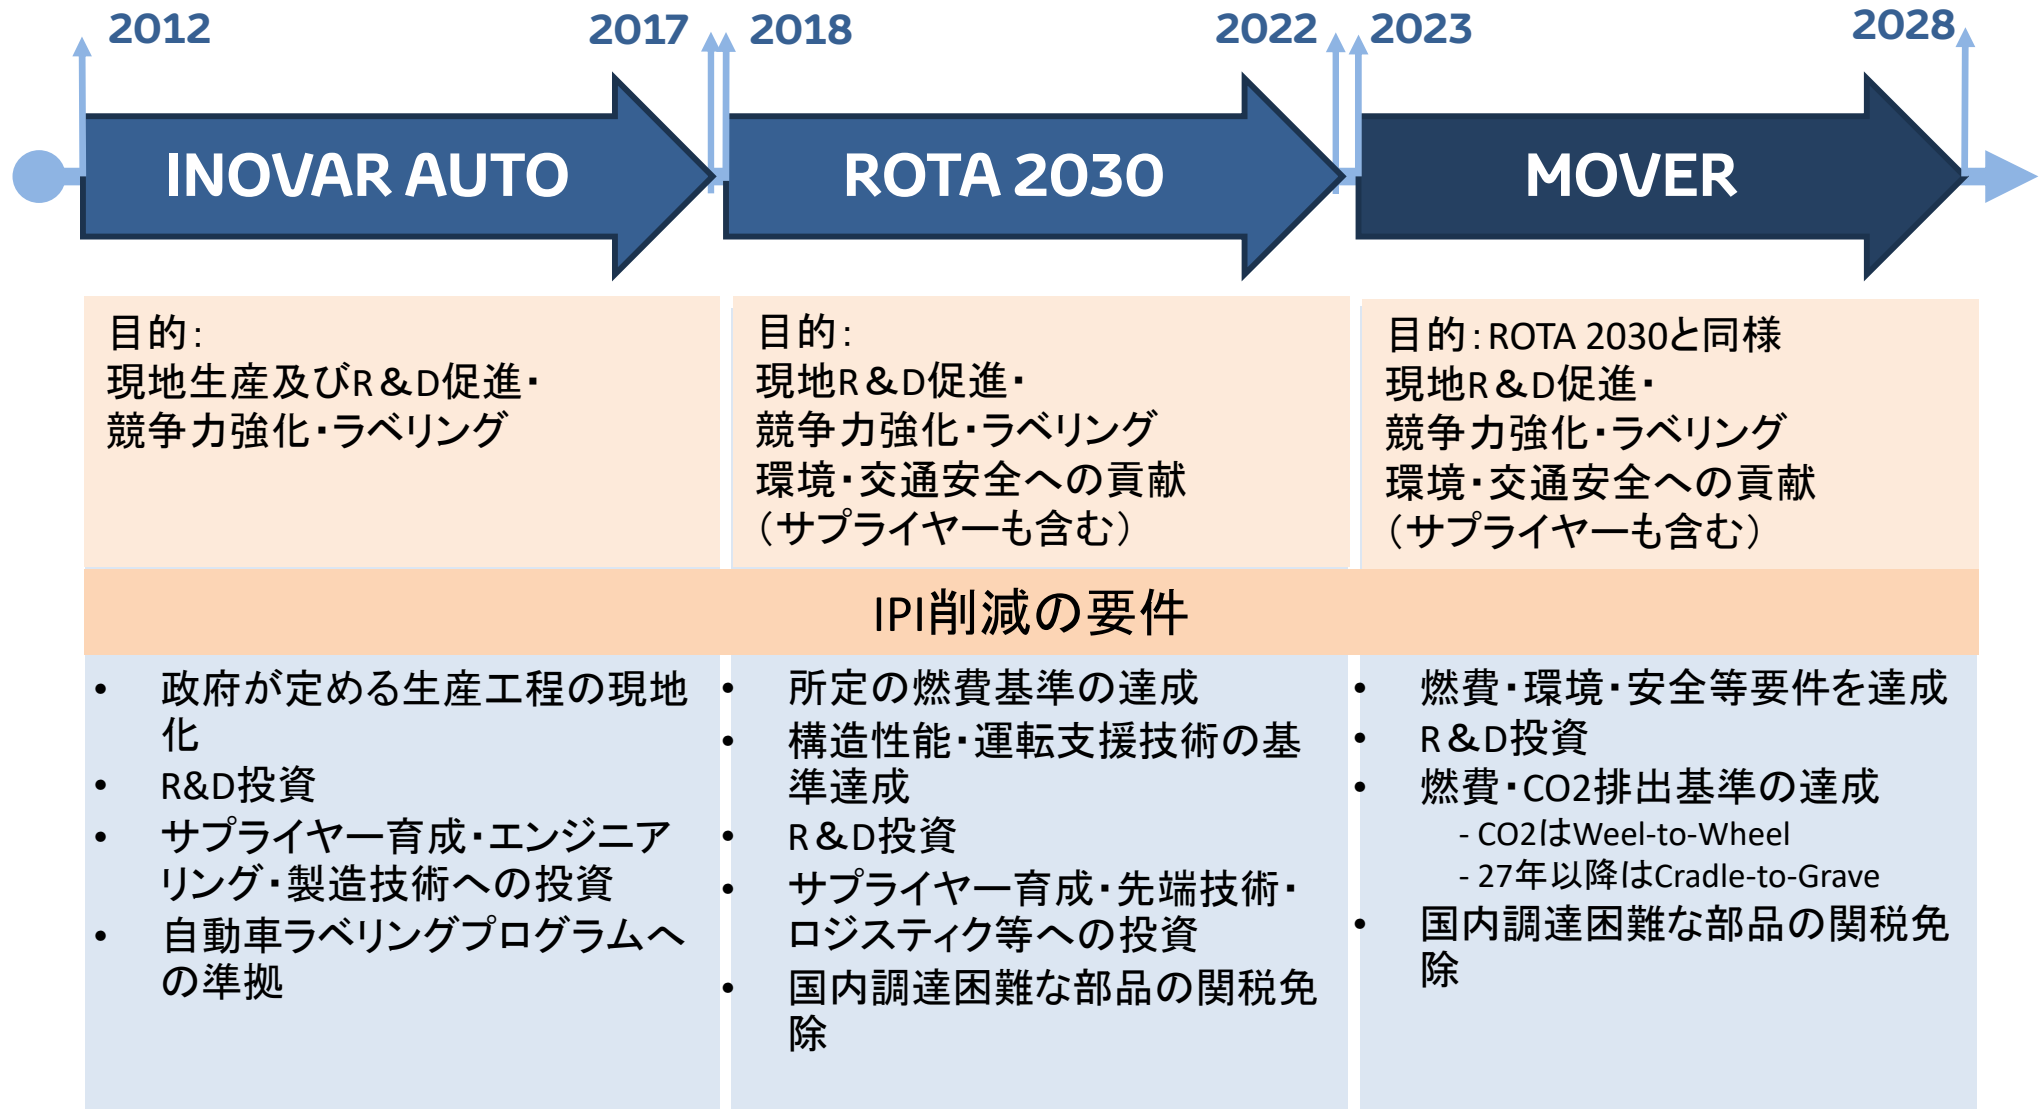 2012
2017
2018
2022
2023
2028
INOVAR AUTO
ROTA 2030
MOVER
目的：
現地生産及びR＆D促進・
競争力強化・ラベリング
目的：
現地R＆D促進・
競争力強化・ラベリング
環境・交通安全への貢献
（サプライヤーも含む）
目的：ROTA 2030と同様
現地R＆D促進・
競争力強化・ラベリング
環境・交通安全への貢献
（サプライヤーも含む）
IPI削減の要件
• 政府が定める生産工程の現地
化
• R&D投資
• サプライヤー育成・エンジニア
リング・製造技術への投資
• 自動車ラベリングプログラムへ
の準拠
• 所定の燃費基準の達成
• 構造性能・運転支援技術の基
準達成
• R＆D投資
• サプライヤー育成・先端技術・
ロジスティク等への投資
• 国内調達困難な部品の関税免
除
• 燃費・環境・安全等要件を達成
• R＆D投資
• 燃費・CO2排出基準の達成
- CO2はWeel-to-Wheel
- 27年以降はCradle-to-Grave
• 国内調達困難な部品の関税免
除